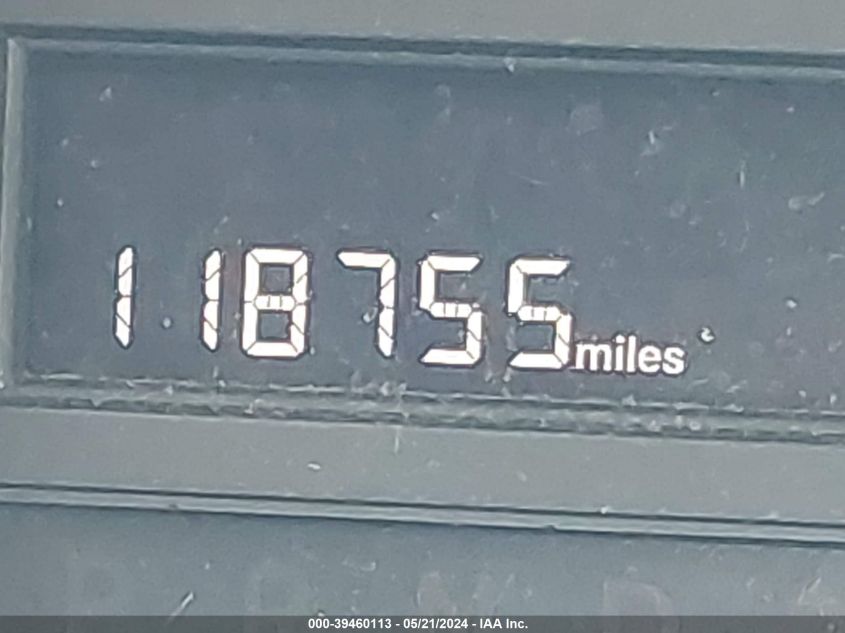 118755 miles
000-39460113 - 05/21/2024 - IAA Inc.